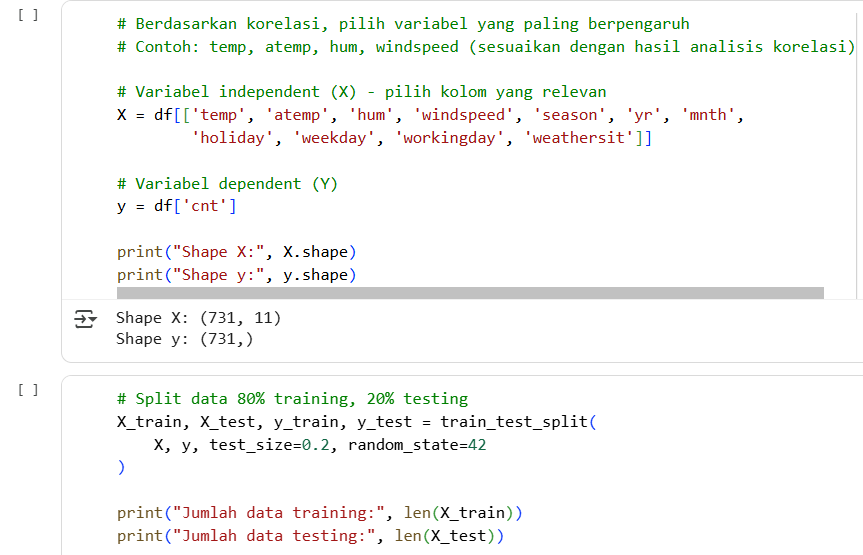 [ ]
# Berdasarkan korelasi, pilih variabel yang paling berpengaruh
# Contoh: temp, atemp, hum, windspeed (sesuaikan dengan hasil analisis korelasi)
# Variabel independent (X) - pilih kolom yang relevan
X = df[['temp', 'atemp', 'hum', 'windspeed', 'season', 'yr', 'mnth',
'holiday', 'weekday', 'workingday', 'weathersit']]
# Variabel dependent (Y)
y = df['cnt']
print("Shape X:", X.shape)
print("Shape y:", y.shape)
Shape X: (731, 11)
Shape y: (731,)
[ ]
# Split data 80% training, 20% testing
X_train, X_test, y_train, y_test = train_test_split(
X, y, test_size=0.2, random_state=42
)
print("Jumlah data training:", len(X_train))
print("Jumlah data testing:", len(X_test))